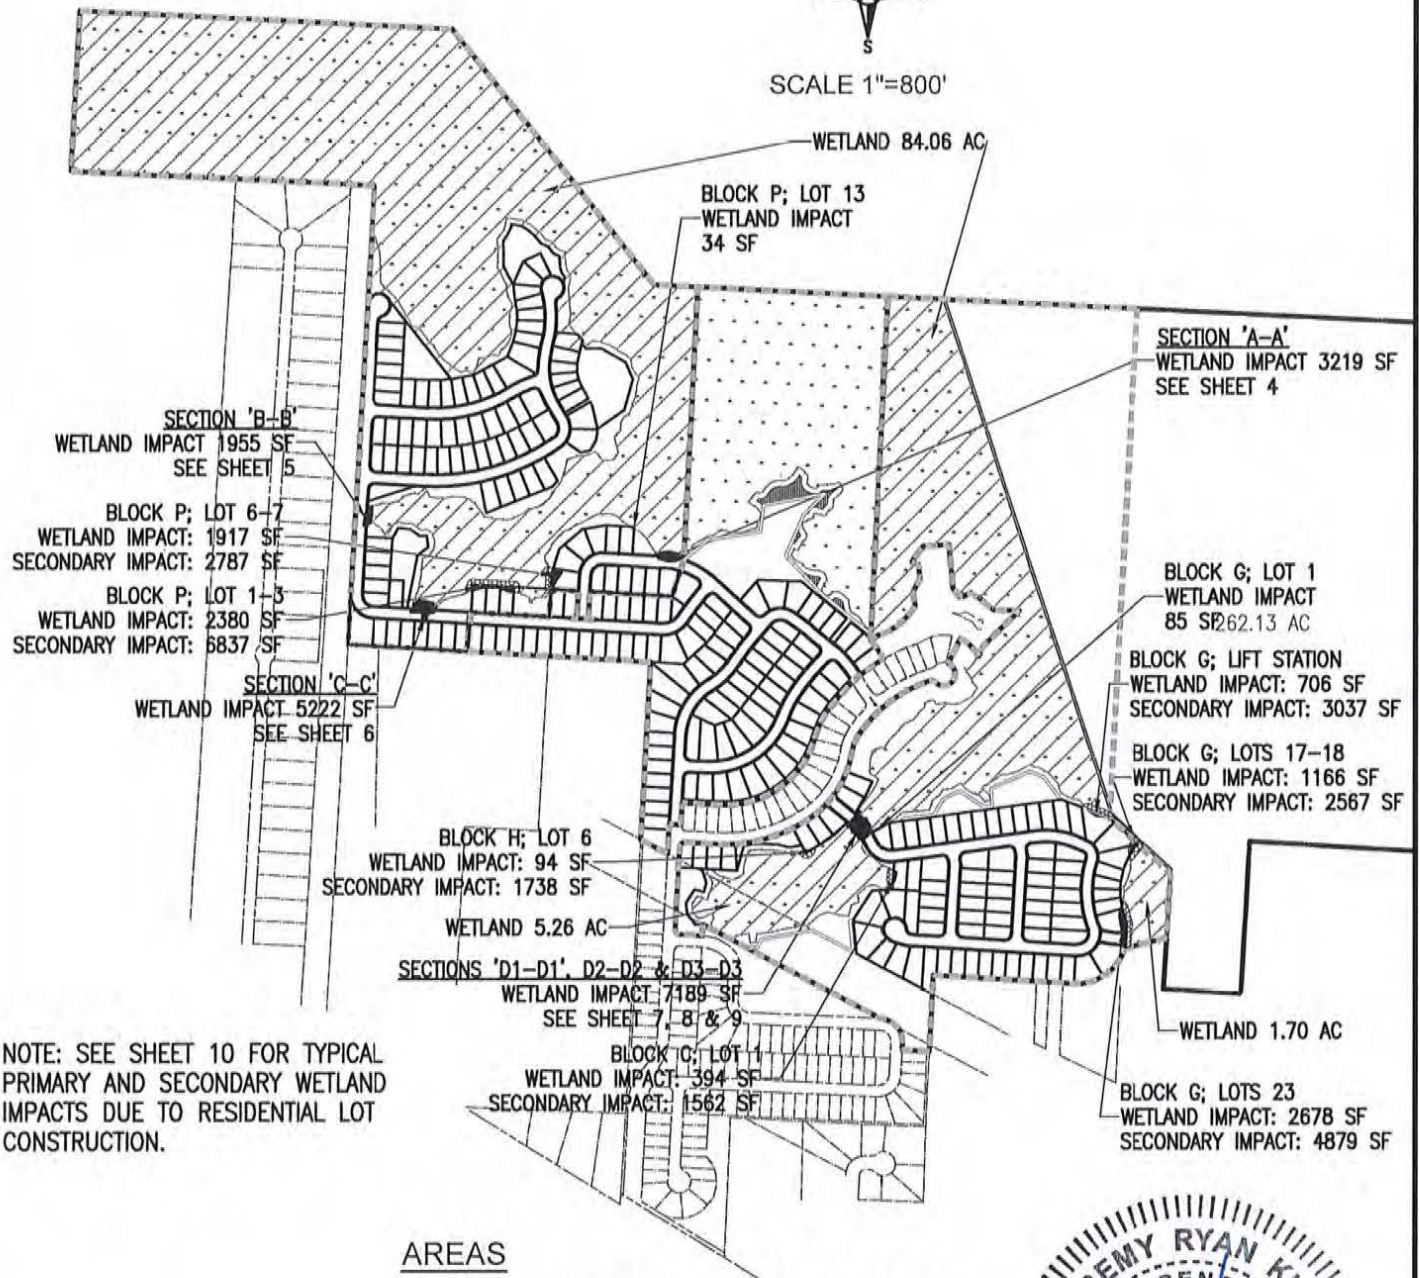 S
SCALE 1"=800'
WETLAND 84.06 AC
BLOCK P; LOT 13
WETLAND IMPACT
34 SF
SECTION 'A-A'
WETLAND IMPACT 3219 SF
SEE SHEET 4
SECTION 'B-B'
WETLAND IMPACT 1955 SF
SEE SHEET 5
BLOCK P; LOT 6-7
WETLAND IMPACT: 1917 SF
SECONDARY IMPACT: 2787 SF
BLOCK P; LOT 1-3
WETLAND IMPACT: 2380 SF
SECONDARY IMPACT: 6837 SF
SECTION 'C-C'
WETLAND IMPACT 5222 SF
SEE SHEET 6
BLOCK G; LOT 1
WETLAND IMPACT
85 SF 262.13 AC
BLOCK G; LIFT STATION
WETLAND IMPACT: 706 SF
SECONDARY IMPACT: 3037 SF
BLOCK G; LOTS 17-18
WETLAND IMPACT: 1166 SF
SECONDARY IMPACT: 2567 SF
BLOCK H; LOT 6
WETLAND IMPACT: 94 SF
SECONDARY IMPACT: 1738 SF
WETLAND 5.26 AC
SECTIONS 'D1-D1', D2-D2 & D3-D3
WETLAND IMPACT 7189 SF
SEE SHEET 7, 8 & 9
BLOCK C; LOT 1
WETLAND IMPACT: 394 SF
SECONDARY IMPACT: 1562 SF
WETLAND 1.70 AC
BLOCK G; LOTS 23
WETLAND IMPACT: 2678 SF
SECONDARY IMPACT: 4879 SF
NOTE: SEE SHEET 10 FOR TYPICAL
PRIMARY AND SECONDARY WETLAND
IMPACTS DUE TO RESIDENTIAL LOT
CONSTRUCTION.
AREAS
EMY RYAN K